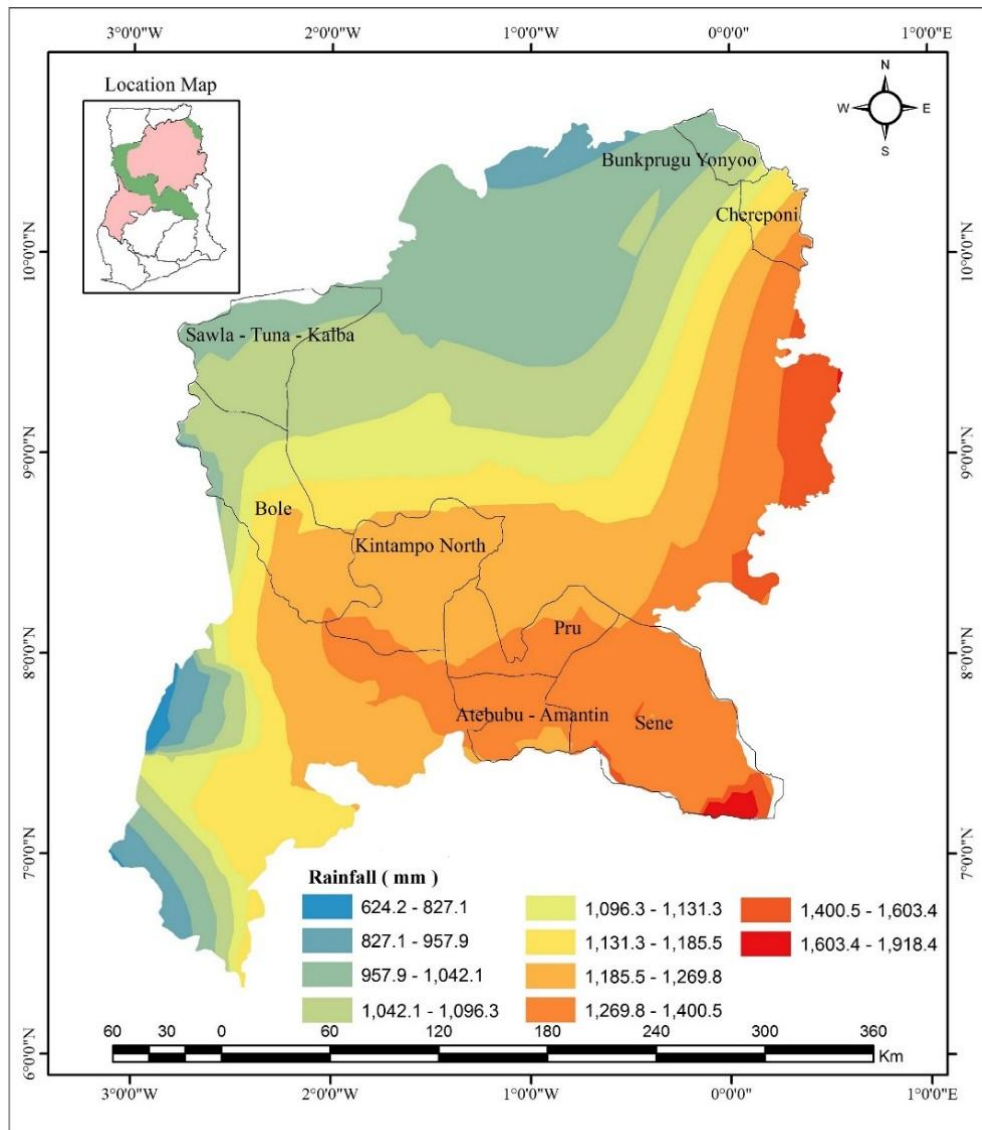 3°0'0"W 2°0'0"W 1°0'0"W 0°0'0" 1°0'0"E
Location Map
N
W E
S
10°0'0"N
9°0'0"N
8°0'0"N
7°0'0"N
6°0'0"N
10°0'0"N
9°0'0"N
8°0'0"N
7°0'0"N
6°0'0"N
Bunkprugu Yonyoo
Chereponi
Sawla - Tuna - Kalba
Bole
Kintampo North
Pru
Atebubu - Amantin
Sene
Rainfall ( mm )
624.2 - 827.1
827.1 - 957.9
957.9 - 1,042.1
1,042.1 - 1,096.3
1,096.3 - 1,131.3
1,131.3 - 1,185.5
1,185.5 - 1,269.8
1,269.8 - 1,400.5
1,400.5 - 1,603.4
1,603.4 - 1,918.4
60 30 0 60 120 180 240 300 360
Km
3°0'0"W 2°0'0"W 1°0'0"W 0°0'0" 1°0'0"E